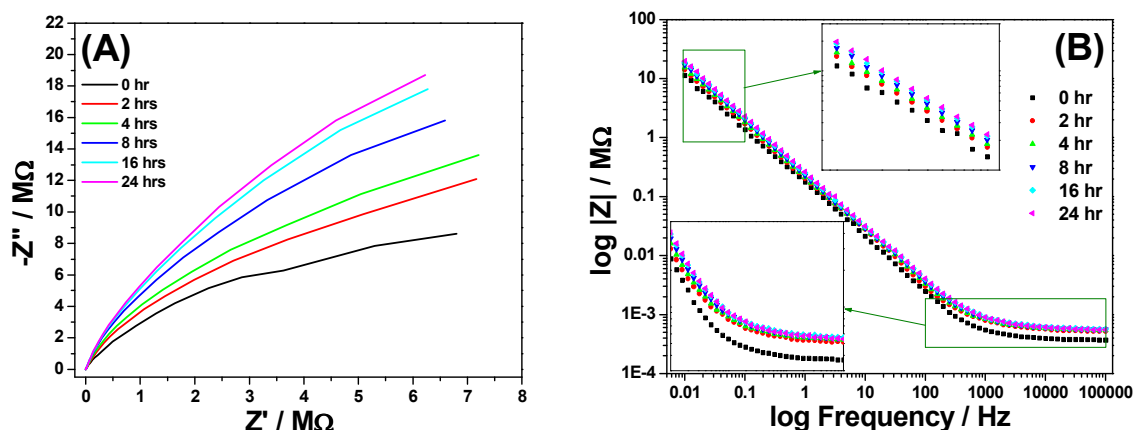 (A)
22
20
18
16
14
12
10
8
6
4
2
0
-Z'' / MΩ
0 hr
2 hrs
4 hrs
8 hrs
16 hrs
24 hrs
0 1 2 3 4 5 6 7 8
Z' / MΩ
(B)
100
10
1
0.1
0.01
1E-3
1E-4
log |Z| / MΩ
0 hr
2 hr
4 hr
8 hr
16 hr
24 hr
0.01 0.1 1 10 100 1000 10000 100000
log Frequency / Hz